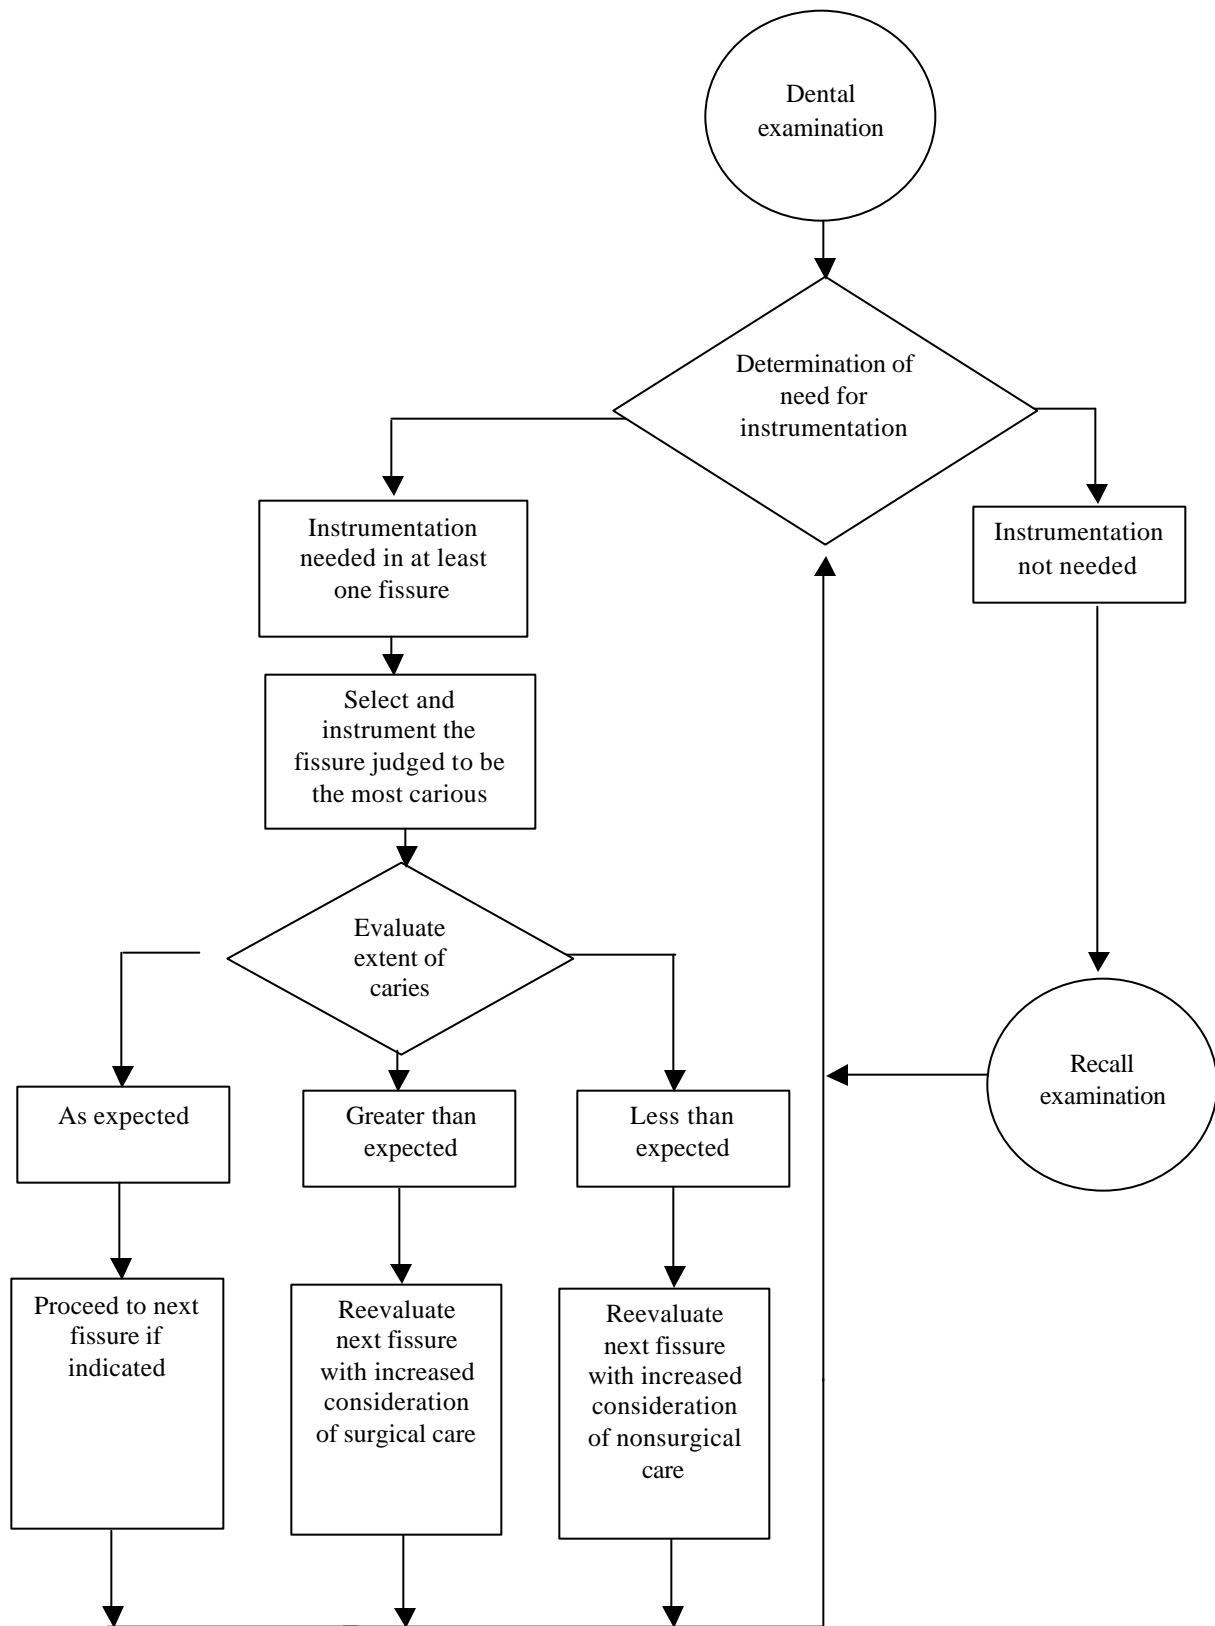 Dental
examination
Determination of
need for
instrumentation
Instrumentation
needed in at least
one fissure
Instrumentation
not needed
Select and
instrument the
fissure judged to be
the most carious
Evaluate
extent of
caries
Recall
examination
As expected
Greater than
expected
Less than
expected
Proceed to next
fissure if
indicated
Reevaluate
next fissure
with increased
consideration
of surgical care
Reevaluate
next fissure
with increased
consideration
of nonsurgical
care